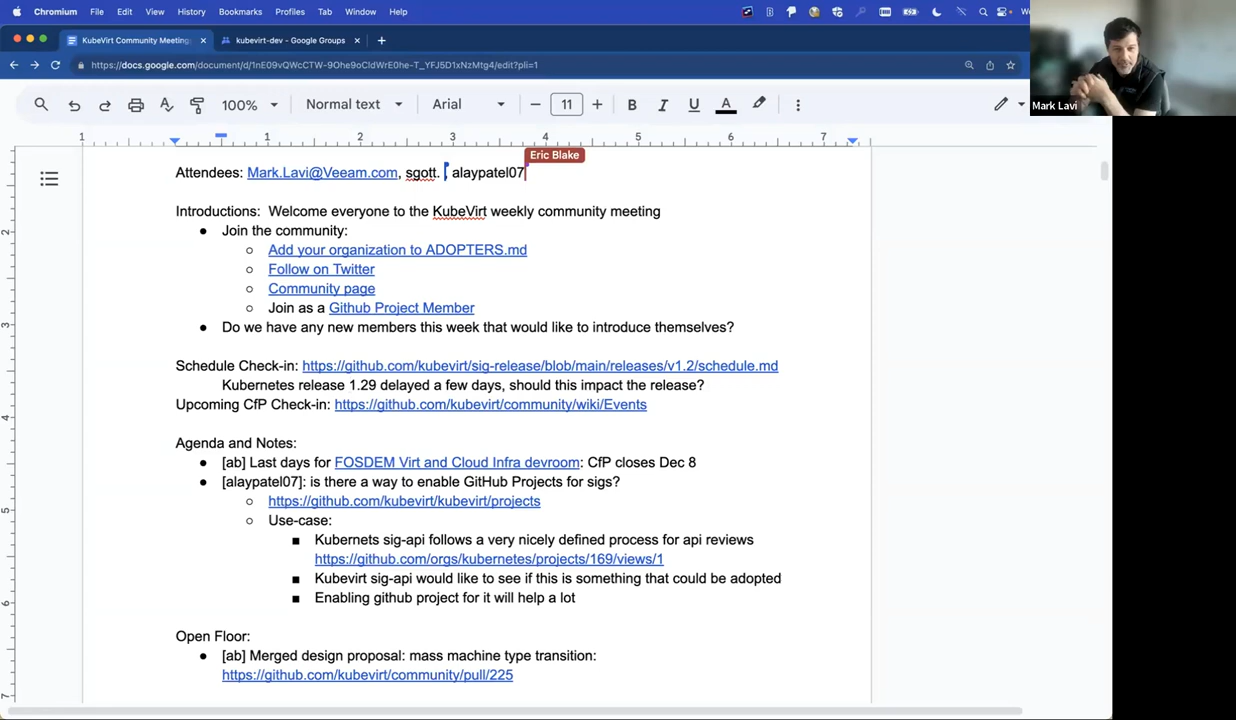 Chromium File Edit View History Bookmarks Profiles Tab Window Help
KubeVirt Community Meeting
kubevirt-dev - Google Groups
https://docs.google.com/document/d/1nE09vQWcCTW-9Ohe9oCldWrE0he-T_YFJ5D1xNzMtg4/edit?pli=1
100% Normal text Arial 11
Mark Lavi
1 1 2 3 4 5 6 7
Eric Blake
Attendees: Mark.Lavi@Veeam.com, sgott. , alaypatel07
Introductions: Welcome everyone to the KubeVirt weekly community meeting
● Join the community:
○ Add your organization to ADOPTERS.md
○ Follow on Twitter
○ Community page
○ Join as a Github Project Member
● Do we have any new members this week that would like to introduce themselves?
Schedule Check-in: https://github.com/kubevirt/sig-release/blob/main/releases/v1.2/schedule.md
Kubernetes release 1.29 delayed a few days, should this impact the release?
Upcoming CfP Check-in: https://github.com/kubevirt/community/wiki/Events
Agenda and Notes:
● [ab] Last days for FOSDEM Virt and Cloud Infra devroom: CfP closes Dec 8
● [alaypatel07]: is there a way to enable GitHub Projects for sigs?
○ https://github.com/kubevirt/kubevirt/projects
○ Use-case:
■ Kubernets sig-api follows a very nicely defined process for api reviews
https://github.com/orgs/kubernetes/projects/169/views/1
■ Kubevirt sig-api would like to see if this is something that could be adopted
■ Enabling github project for it will help a lot
Open Floor:
● [ab] Merged design proposal: mass machine type transition:
https://github.com/kubevirt/community/pull/225